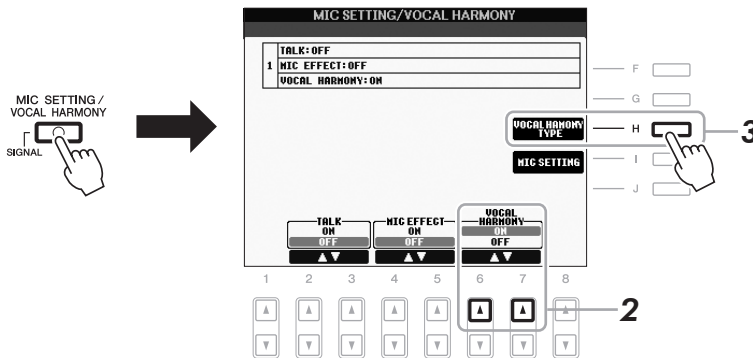 MIC SETTING/VOCAL HARMONY
TALK:OFF
1 MIC EFFECT:OFF
VOCAL HARMONY:ON
F
G
MIC SETTING /
VOCAL HARMONY
SIGNAL
VOCAL HAMONY
TYPE
H
3
MIC SETTING
I
J
TALK
ON
OFF
MIC EFFECT
ON
OFF
VOCAL
HARMONY
ON
OFF
1 2 3 4 5 6 7 8
2